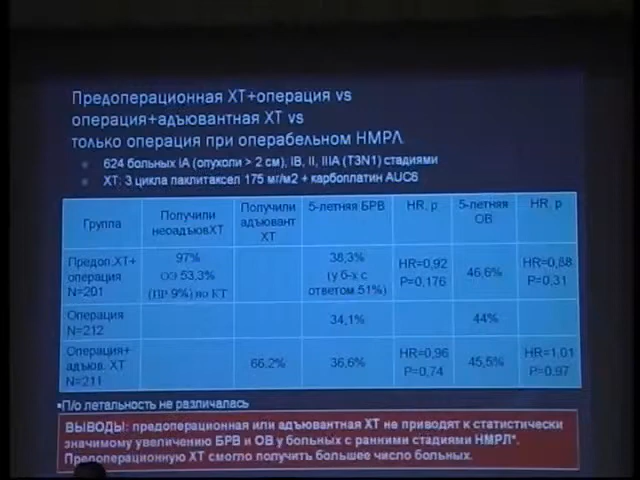 Предоперационная ХТ+операция vs
операция+адъювантная ХТ vs
только операция при операбельном НМРЛ
624 больных IA (опухоли > 2 см), IB, II, IIIA (T3N1) стадиями
ХТ: 3 цикла паклитаксел 175 мг/м2 + карбоплатин AUC6
Группа
Получили
неоадъювХТ
Получили
адъювант
ХТ
5-летняя БРВ
HR, p
5-летняя
ОВ
HR, p
Предоп.ХТ+
операция
N=201
97%
ОЭ 53,3%
(ПР 9%) по КТ
38,3%
(у б-х с
ответом 51%)
HR=0,92
P=0,176
46,6%
HR=0,88
P=0,31
Операция
N=212
34,1%
44%
Операция+
адъюв. ХТ
N=211
66,2%
36,6%
HR=0,96
P=0,74
45,5%
HR=1,01
P=0,97
▪П/о летальность не различалась
ВЫВОДЫ: предоперационная или адъювантная ХТ не приводят к статистически
значимому увеличению БРВ и ОВ у больных с ранними стадиями НМРЛ*.
Предоперационную ХТ смогло получить большее число больных.